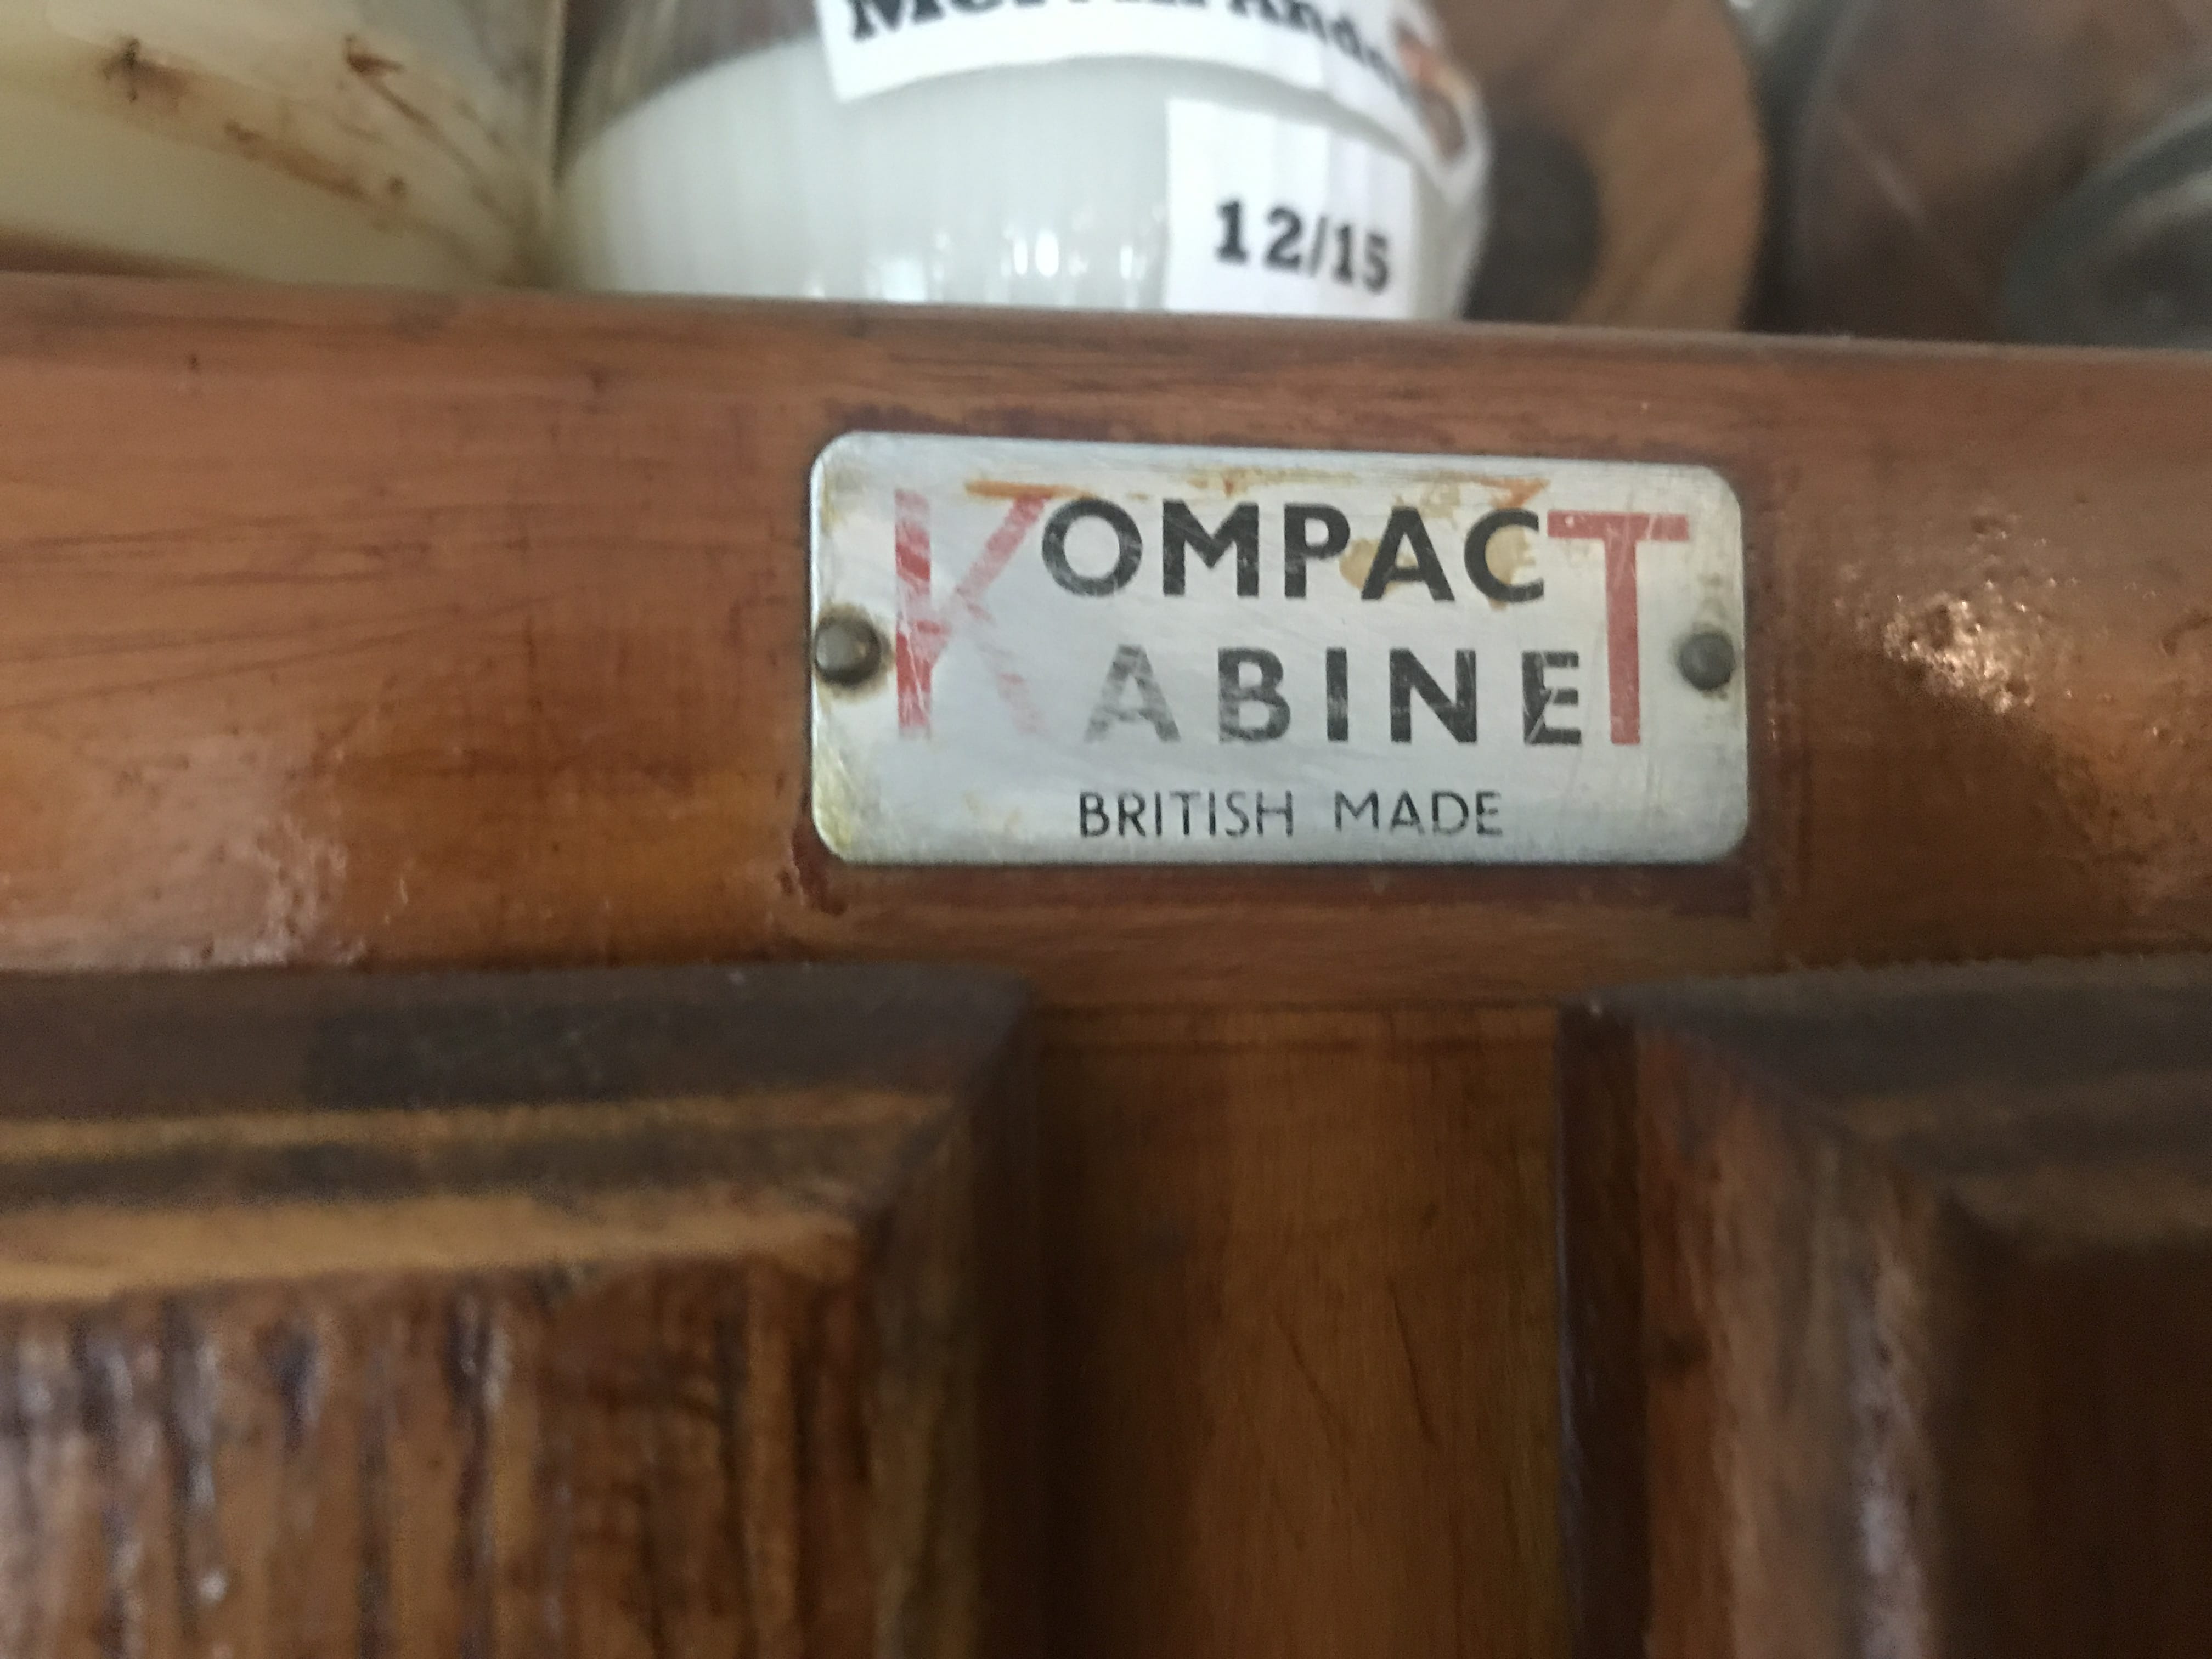 12/15
KOMPACT
KABINET
BRITISH MADE